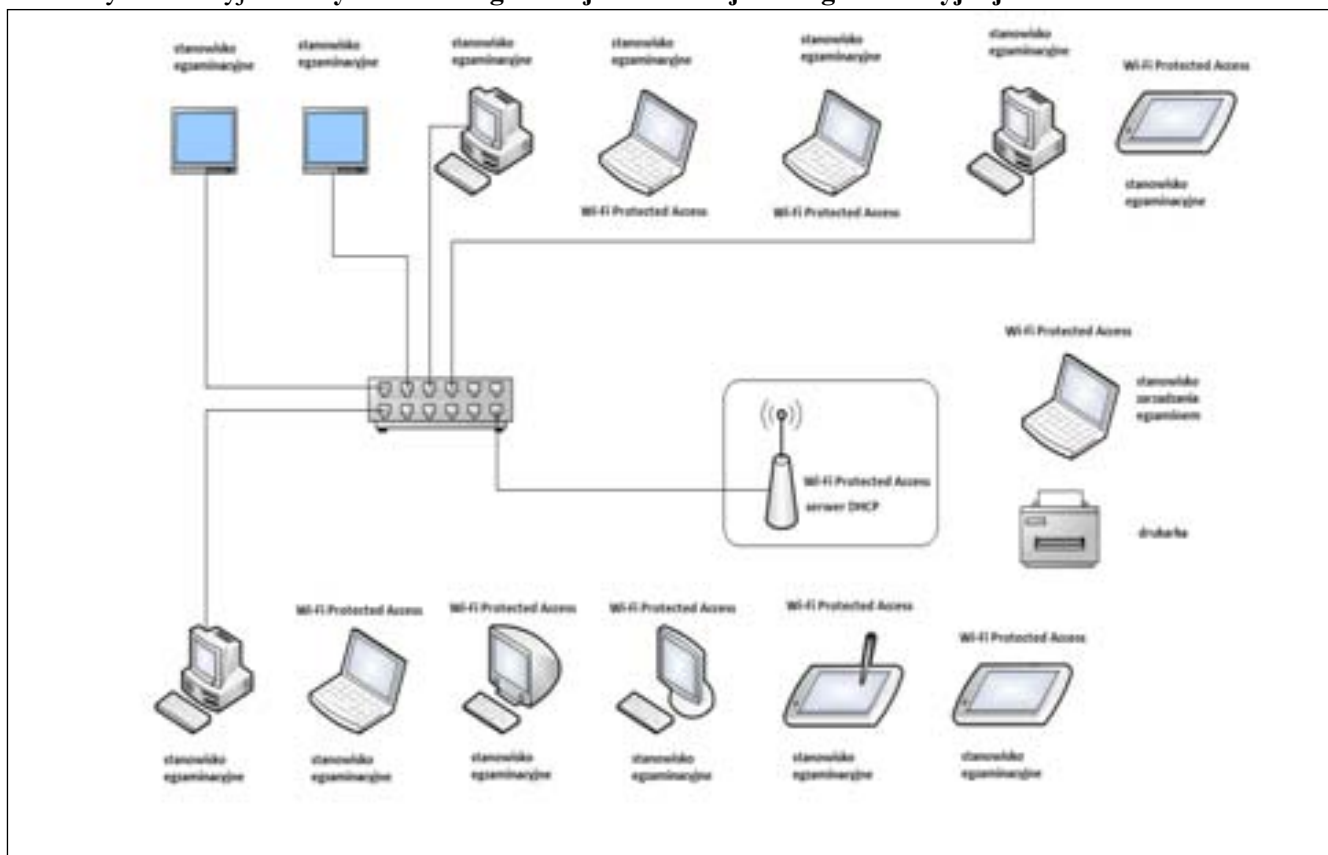 stanowisko
egzaminacyjne
stanowisko
egzaminacyjne
stanowisko
egzaminacyjne
stanowisko
egzaminacyjne
stanowisko
egzaminacyjne
stanowisko
egzaminacyjne
Wi-Fi Protected Access
stanowisko
egzaminacyjne
Wi-Fi Protected Access
Wi-Fi Protected Access
Wi-Fi Protected Access
stanowisko
egzaminem
Wi-Fi Protected Access
serwer DHCP
drukarka
Wi-Fi Protected Access
Wi-Fi Protected Access
Wi-Fi Protected Access
Wi-Fi Protected Access
Wi-Fi Protected Access
stanowisko
egzaminacyjne
stanowisko
egzaminacyjne
stanowisko
egzaminacyjne
stanowisko
egzaminacyjne
stanowisko
egzaminacyjne
stanowisko
egzaminacyjne